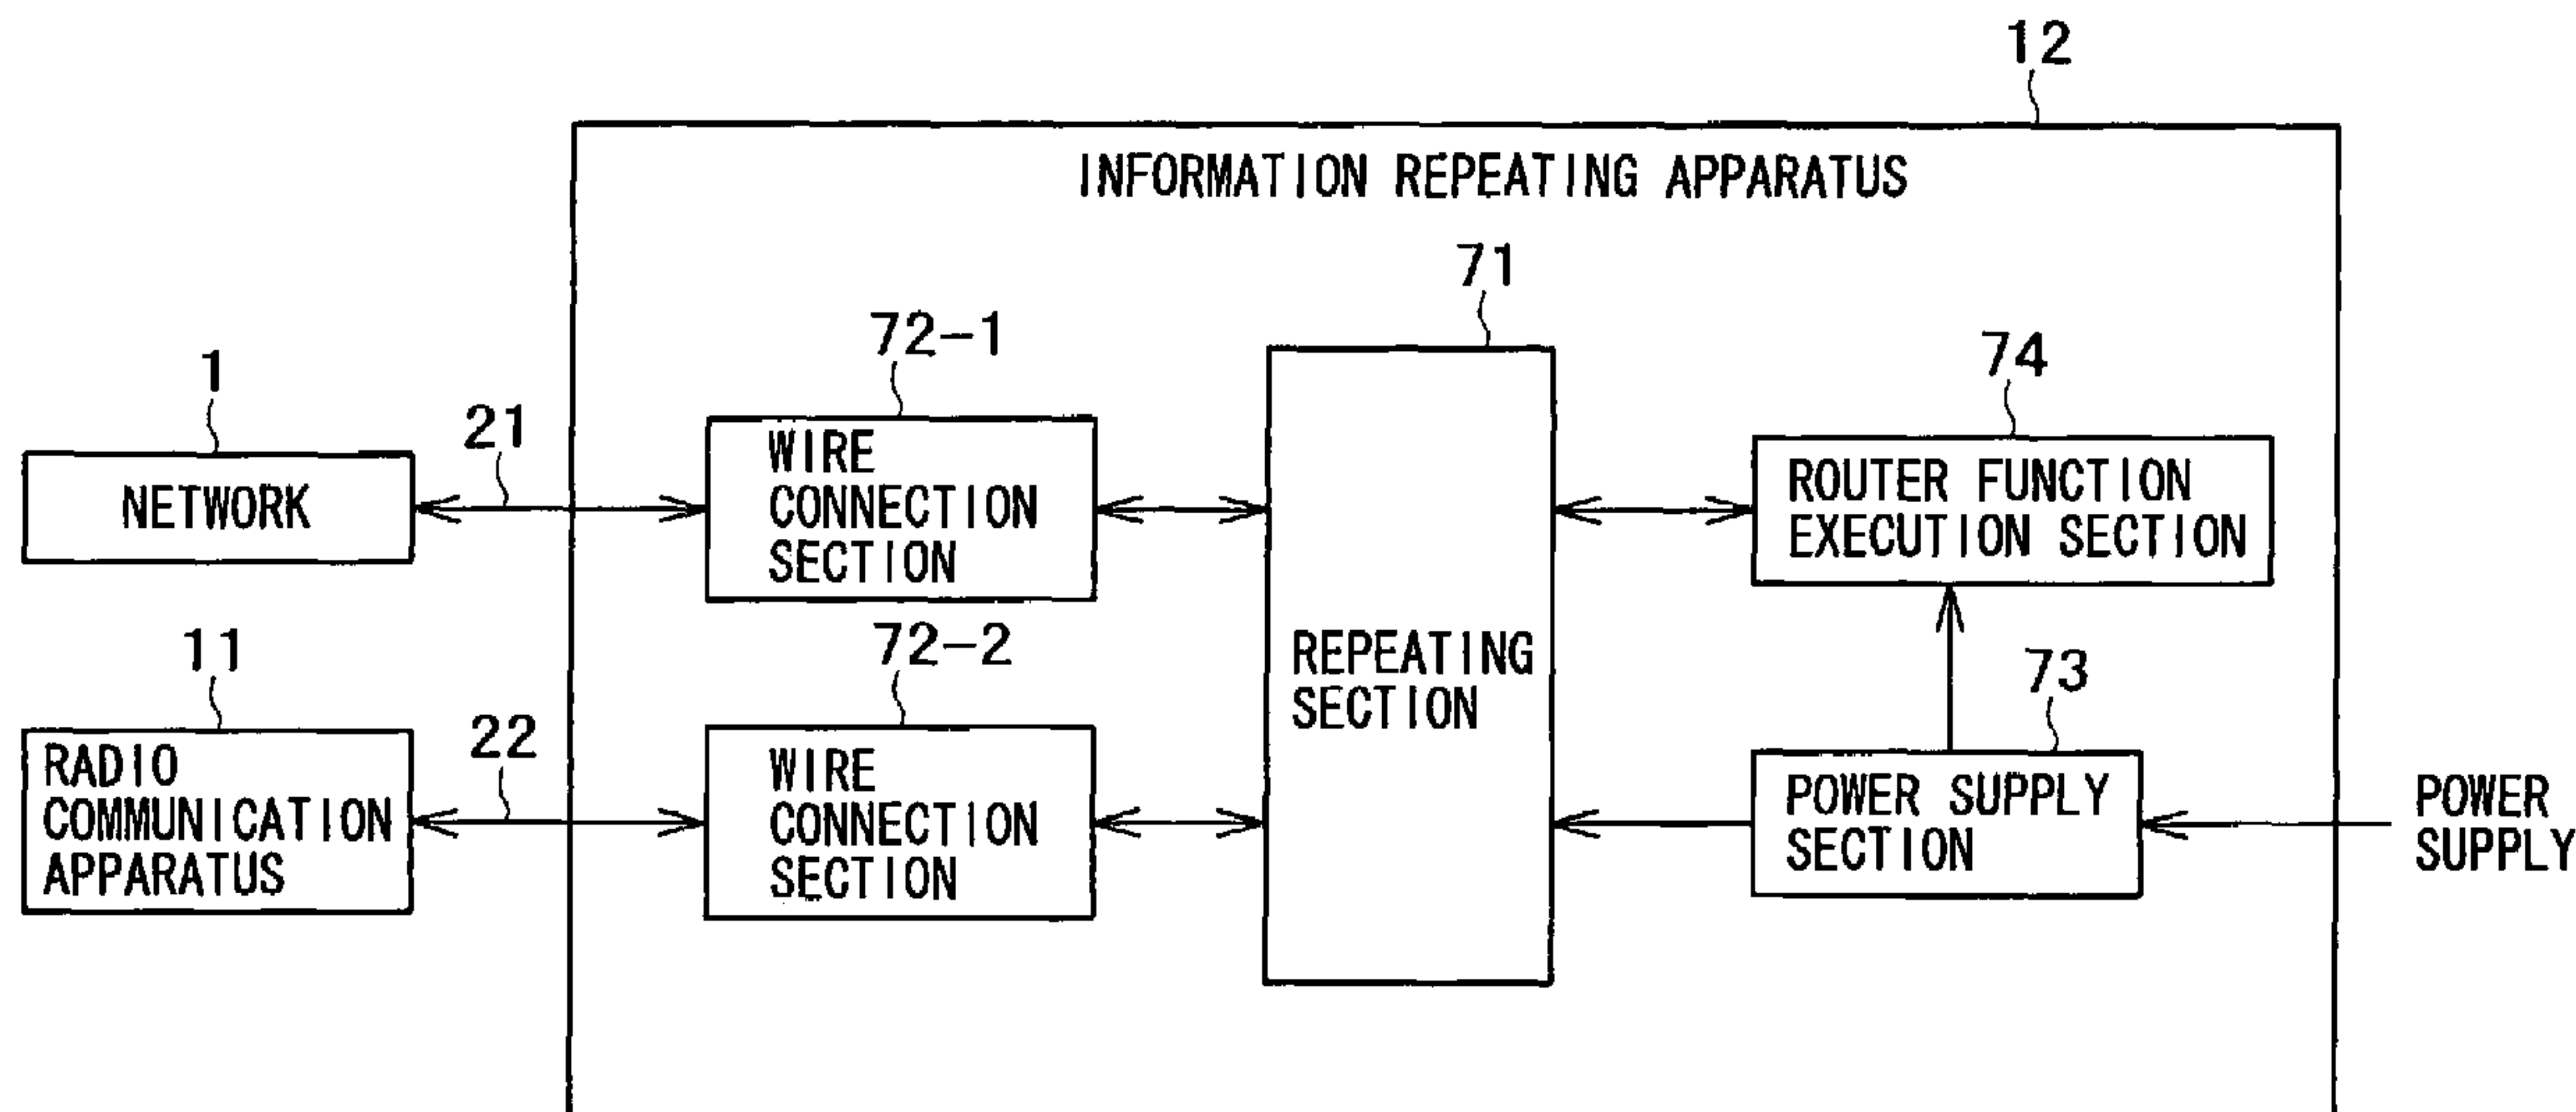 12
INFORMATION REPEATING APPARATUS
71
72-1
74
1
21
NETWORK
WIRE
CONNECTION
SECTION
ROUTER FUNCTION
EXECUTION SECTION
11
22
72-2
73
RADIO
COMMUNICATION
APPARATUS
WIRE
CONNECTION
SECTION
REPEATING
SECTION
POWER SUPPLY
SECTION
POWER
SUPPLY